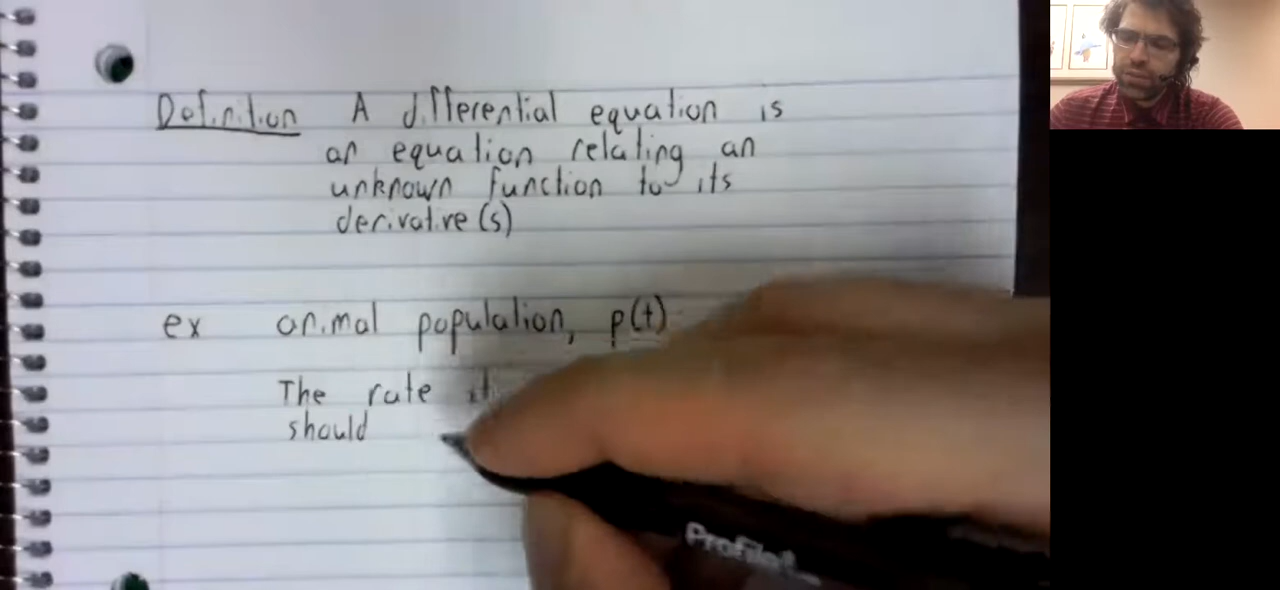 Definition A differential equation is
an equation relating an
unknown function to its
derivative(s)
ex animal population, p(t)
The rate
should
Profile